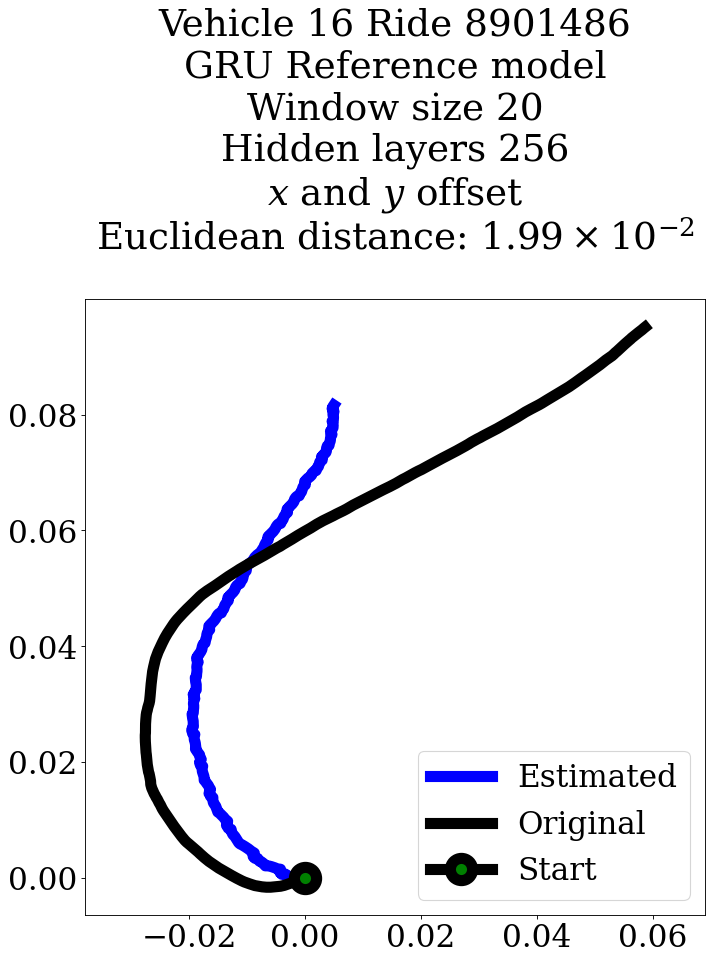 Vehicle 16 Ride 8901486
GRU Reference model
Window size 20
Hidden layers 256
x and y offset
Euclidean distance: 1.99 × 10⁻²
0.08
0.06
0.04
0.02
0.00
Estimated
Original
Start
−0.02 0.00 0.02 0.04 0.06